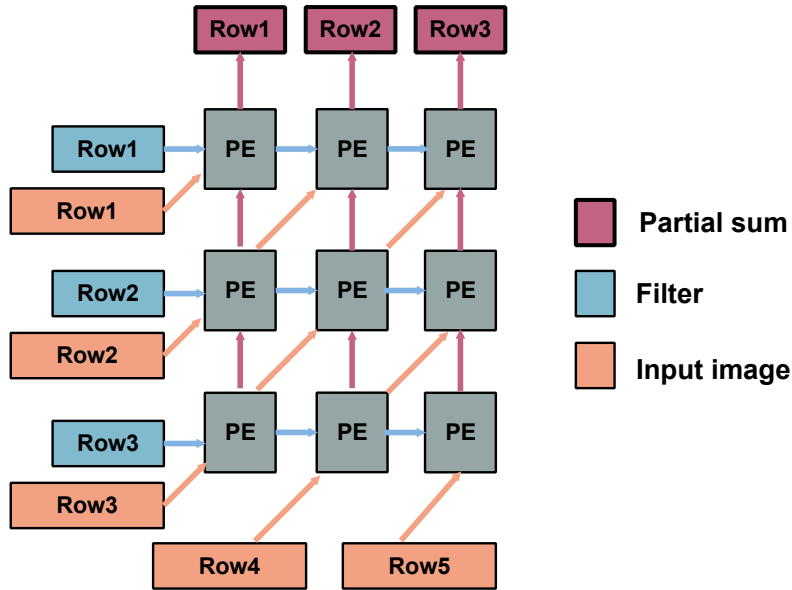 Row1
Row2
Row3
Row1
PE
PE
PE
Row1
Row2
PE
PE
PE
Row2
Row3
PE
PE
PE
Row3
Row4
Row5
Partial sum
Filter
Input image